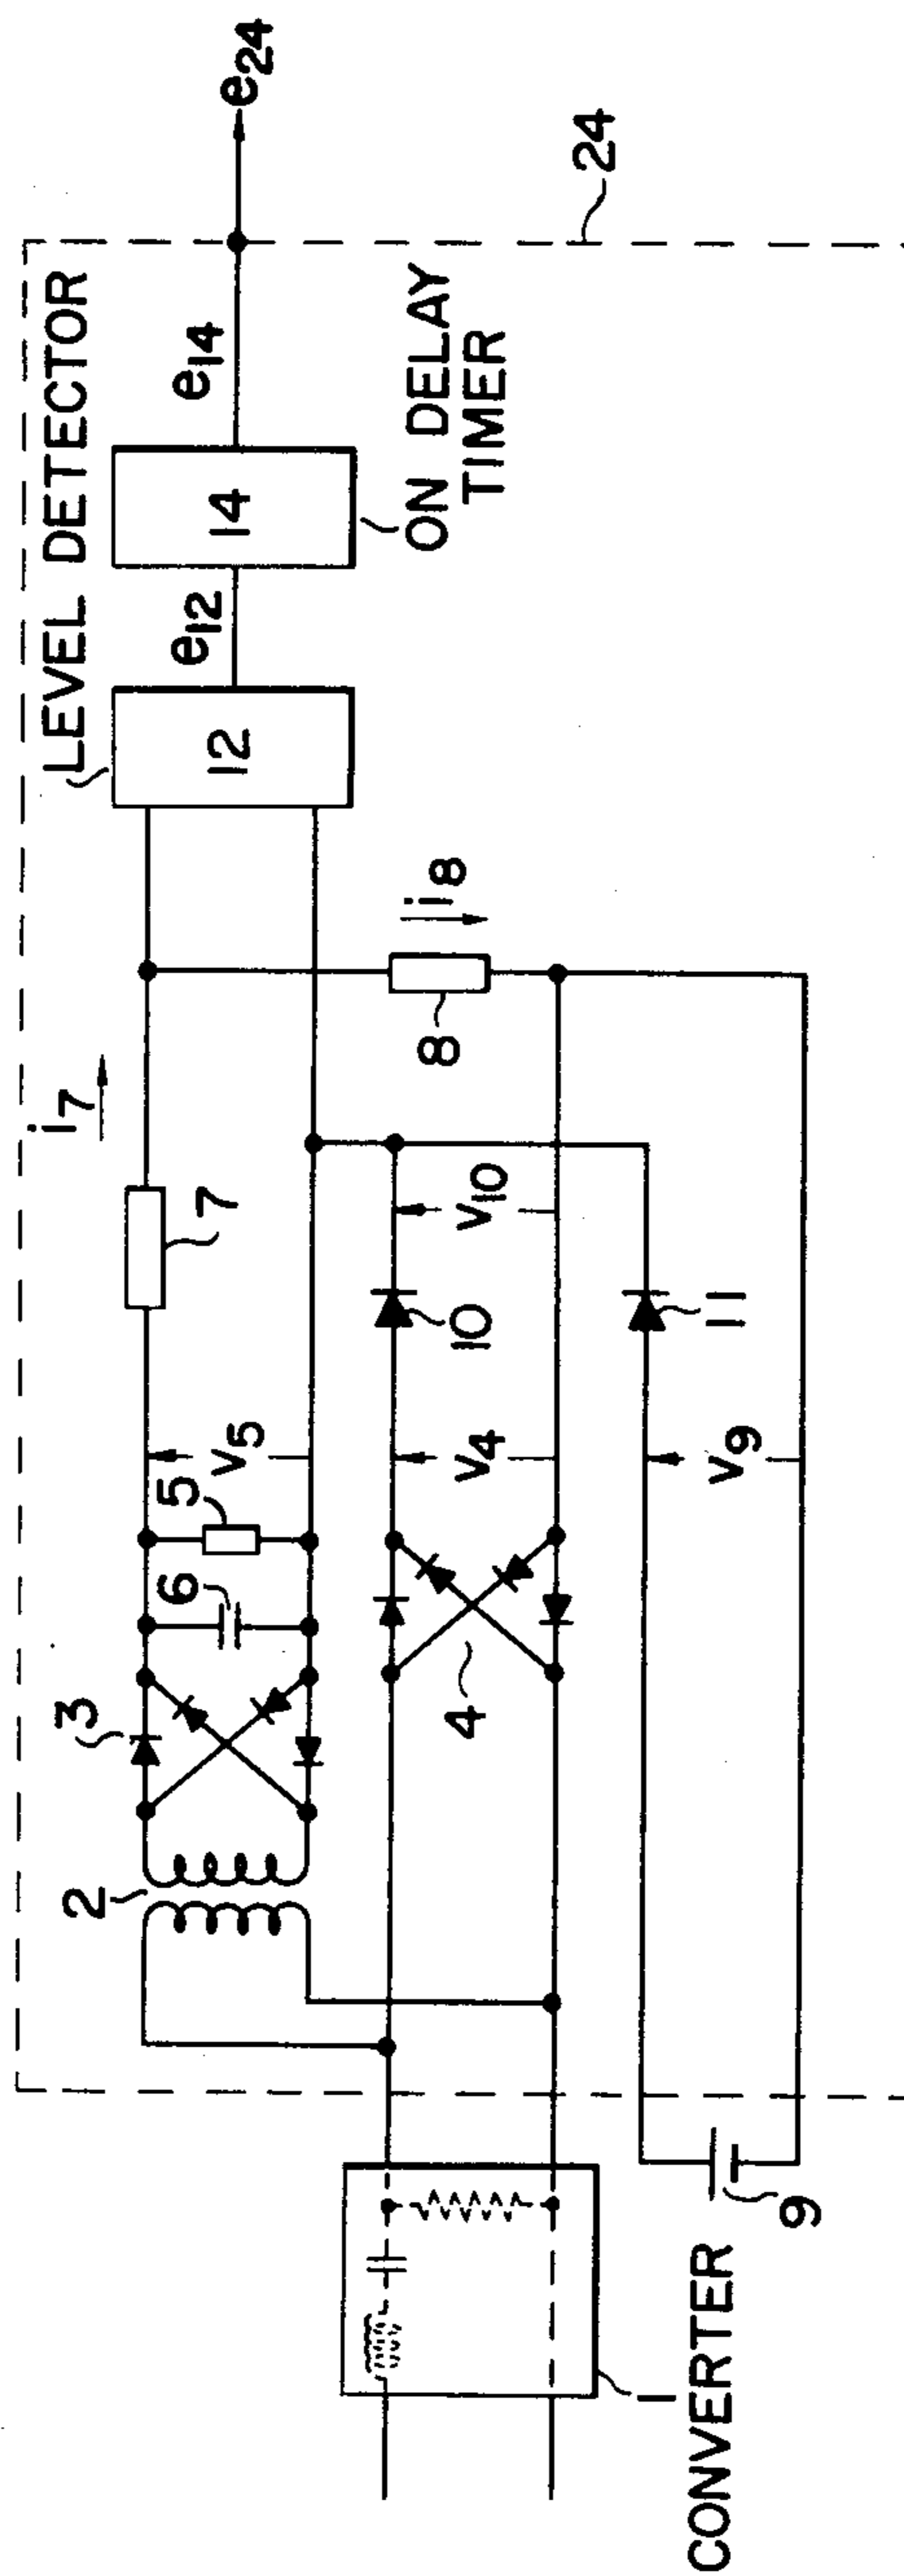 LEVEL DETECTOR
24
e24
e14
14
ON DELAY
TIMER
e12
12
i7
i8
8
7
v10
10
11
v5
5
6
v4
v9
3
4
2
9
1
CONVERTER